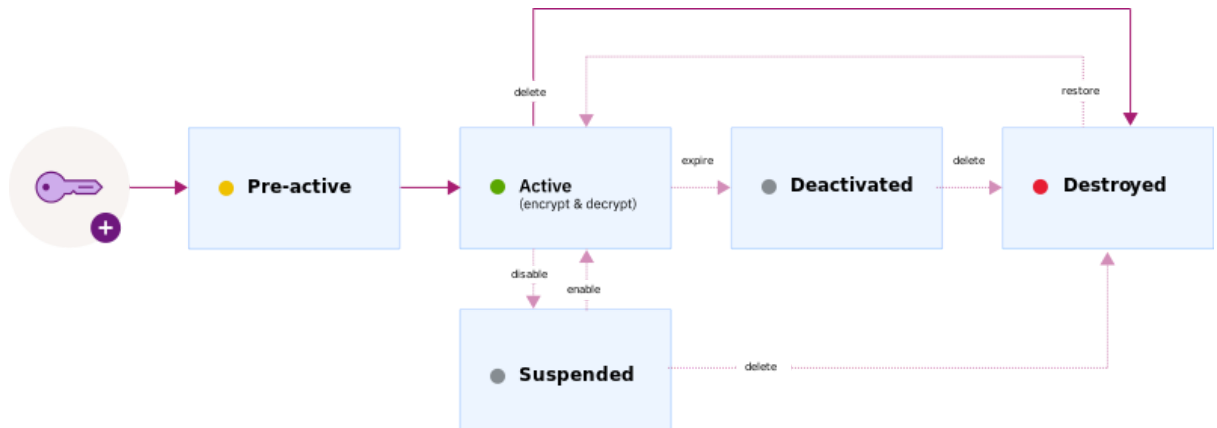 delete
restore
Pre-active
Active
(encrypt & decrypt)
expire
Deactivated
delete
Destroyed
disable
enable
Suspended
delete